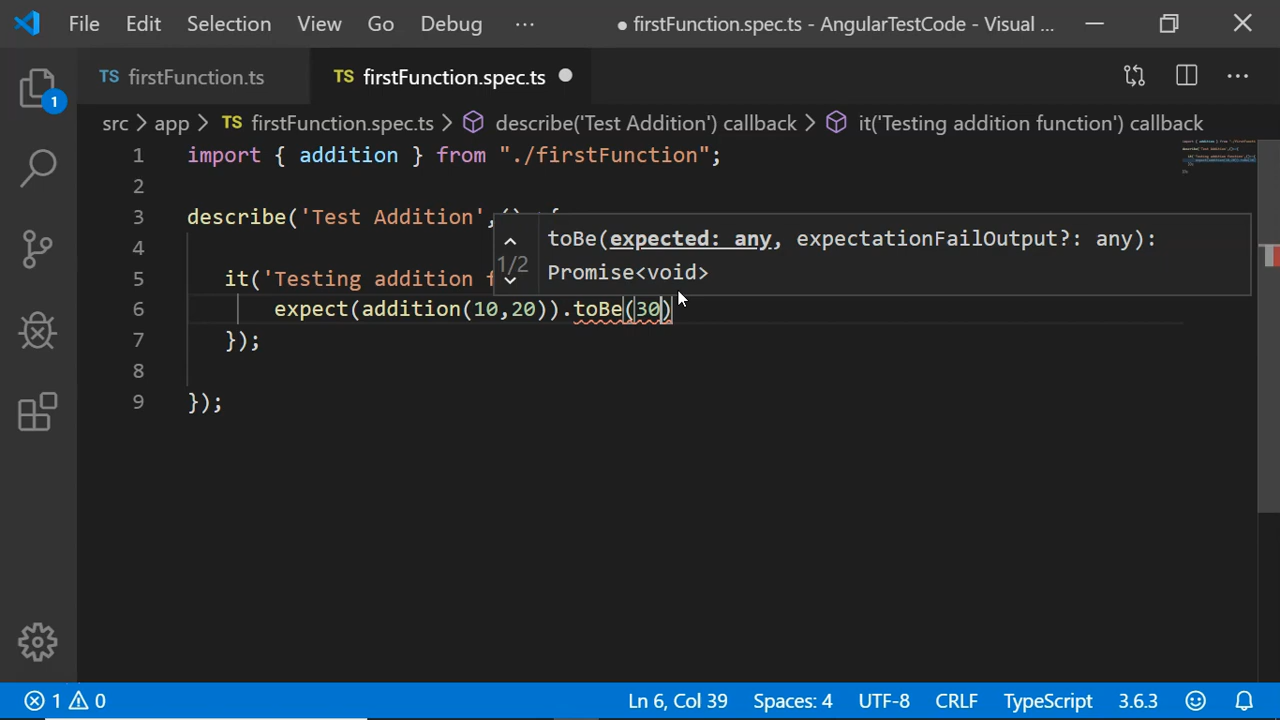 File Edit Selection View Go Debug ··· ● firstFunction.spec.ts - AngularTestCode - Visual ...
TS firstFunction.ts TS firstFunction.spec.ts ●
1
src > app > TS firstFunction.spec.ts > describe('Test Addition') callback > it('Testing addition function') callback
1 import { addition } from "./firstFunction";
2
3 describe('Test Addition',()
toBe(expected: any, expectationFailOutput?: any):
1/2
Promise<void>
4
5 it('Testing addition
6 expect(addition(10,20)).toBe(30)
7 });
8
9 });
1 0 Ln 6, Col 39 Spaces: 4 UTF-8 CRLF TypeScript 3.6.3